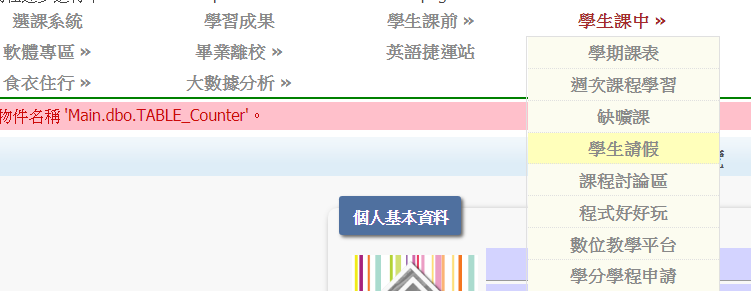 選課系統 學習成果 學生課前 » 學生課中 »
軟體專區 » 畢業離校 » 英語捷運站
食衣住行 » 大數據分析 »
學期課表
週次課程學習
缺曠課
學生請假
課程討論區
程式好好玩
數位教學平台
學分學程申請
物件名稱 'Main.dbo.TABLE_Counter'。
個人基本資料